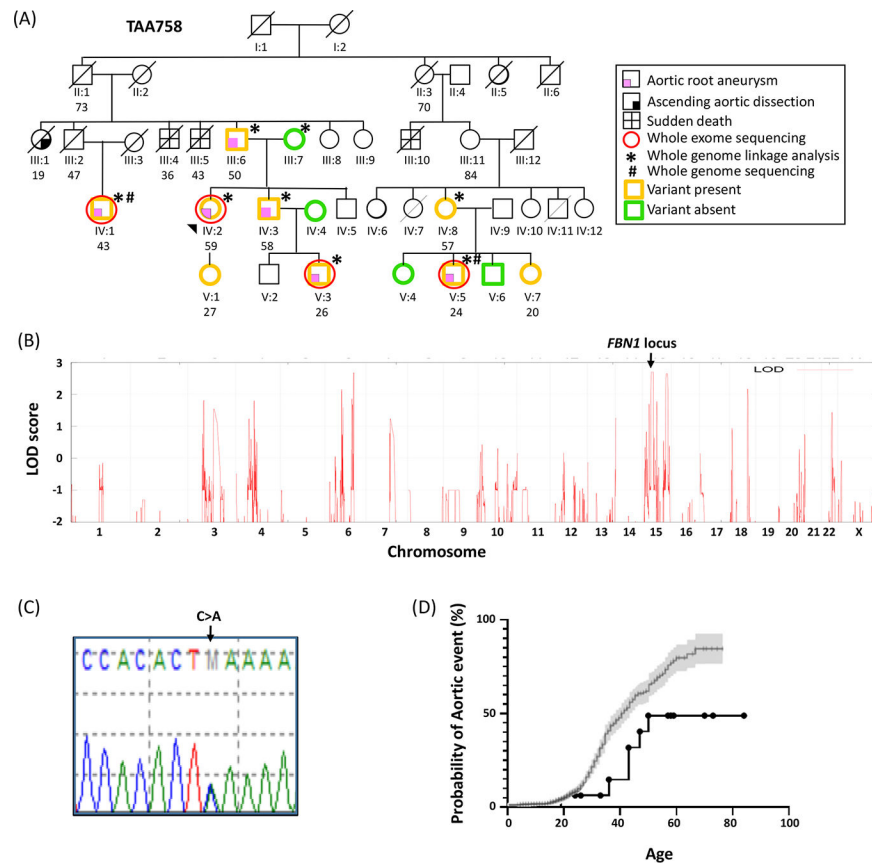 (A)
TAA758
I:1 I:2
II:1 II:2 II:3 II:4 II:5 II:6
73 70
* *
III:1 III:2 III:3 III:4 III:5 III:6 III:7 III:8 III:9 III:10 III:11 III:12
19 47 36 43 50 84
*# * * *
IV:1 IV:2 IV:3 IV:4 IV:5 IV:6 IV:7 IV:8 IV:9 IV:10 IV:11 IV:12
43 59 58 57
* *#
V:1 V:2 V:3 V:4 V:5 V:6 V:7
27 26 24 20
Aortic root aneurysm
Ascending aortic dissection
Sudden death
Whole exome sequencing
* Whole genome linkage analysis
# Whole genome sequencing
Variant present
Variant absent
(B)
FBN1 locus
LOD
LOD score
3
2
1
0
-1
-2
1 2 3 4 5 6 7 8 9 10 11 12 13 14 15 16 17 18 19 20 21 22 X
Chromosome
(C)
C>A
C C A C A C T M A A A A
(D)
Probability of Aortic event (%)
100
50
0
0 20 40 60 80 100
Age